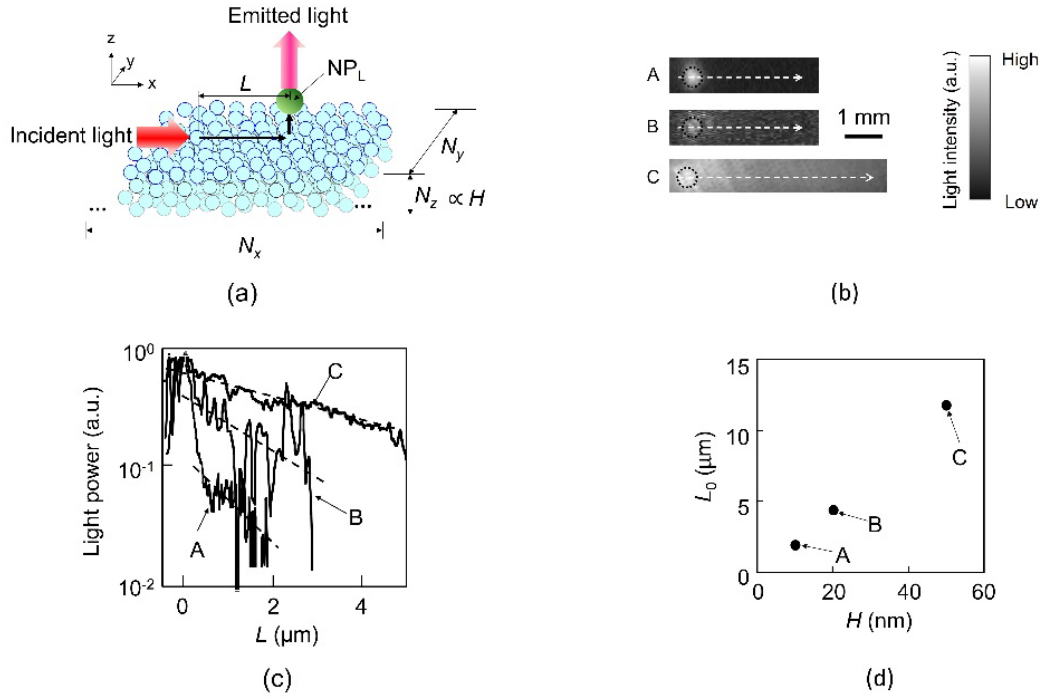 Emitted light
z
y
x
L
NP_L
Incident light
N_y
N_z ∝ H
...
...
N_x
(a)
A
B
C
1 mm
Light intensity (a.u.)
High
Low
(b)
10^0
10^-1
10^-2
Light power (a.u.)
C
B
A
0
2
4
L (μm)
(c)
15
10
5
0
L_0 (μm)
C
B
A
0
20
40
60
H (nm)
(d)